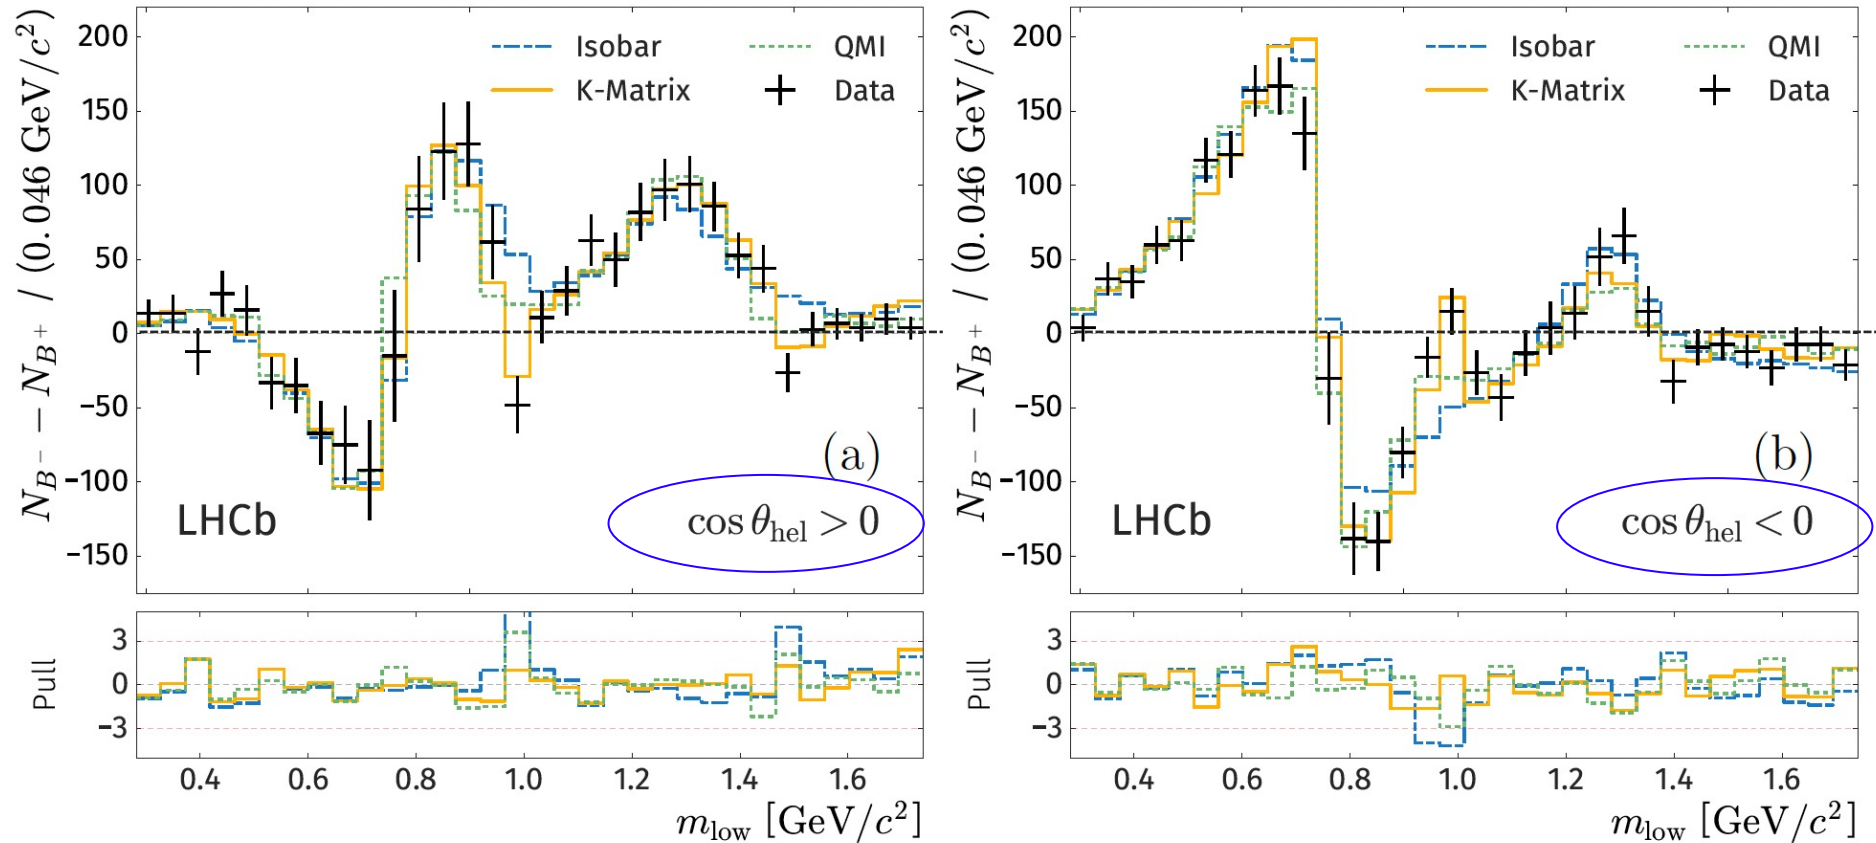 N_{B^-} − N_{B^+} / (0.046 GeV/c²)
200
150
100
50
0
−50
−100
−150
Isobar
K-Matrix
QMI
Data
(a)
LHCb
cos θ_hel > 0
Pull
3
0
−3
0.4 0.6 0.8 1.0 1.2 1.4 1.6
m_low [GeV/c²]
N_{B^-} − N_{B^+} / (0.046 GeV/c²)
200
150
100
50
0
−50
−100
−150
Isobar
K-Matrix
QMI
Data
(b)
LHCb
cos θ_hel < 0
Pull
3
0
−3
0.4 0.6 0.8 1.0 1.2 1.4 1.6
m_low [GeV/c²]